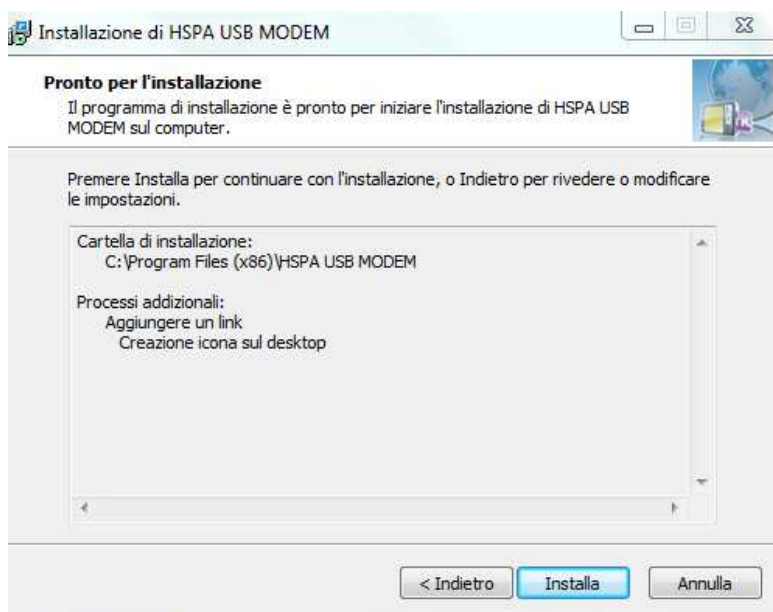 Installazione di HSPA USB MODEM
Pronto per l'installazione
Il programma di installazione è pronto per iniziare l'installazione di HSPA USB
MODEM sul computer.
Premere Installa per continuare con l'installazione, o Indietro per rivedere o modificare
le impostazioni.
Cartella di installazione:
C:\Program Files (x86)\HSPA USB MODEM
Processi addizionali:
Aggiungere un link
Creazione icona sul desktop
< Indietro
Installa
Annulla